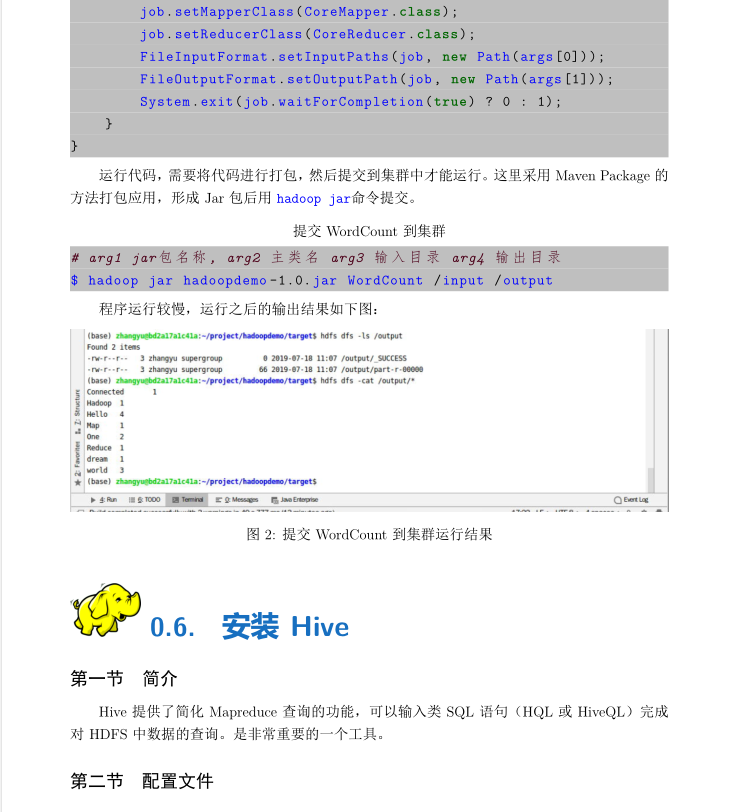 job.setMapperClass(CoreMapper.class);
job.setReducerClass(CoreReducer.class);
FileInputFormat.setInputPaths(job, new Path(args[0]));
FileOutputFormat.setOutputPath(job, new Path(args[1]));
System.exit(job.waitForCompletion(true) ? 0 : 1);
}
}
运行代码，需要将代码进行打包，然后提交到集群中才能运行。这里采用 Maven Package 的
方法打包应用，形成 Jar 包后用 hadoop jar命令提交。
提交 WordCount 到集群
# arg1 jar包名称, arg2 主类名 arg3 输入目录 arg4 输出目录
$ hadoop jar hadoopdemo-1.0.jar WordCount /input /output
程序运行较慢，运行之后的输出结果如下图：
(base) zhangyu@bd2a17a1c41a:~/project/hadoopdemo/target$ hdfs dfs -ls /output
Found 2 items
-rw-r--r-- 3 zhangyu supergroup 0 2019-07-18 11:07 /output/_SUCCESS
-rw-r--r-- 3 zhangyu supergroup 66 2019-07-18 11:07 /output/part-r-00000
(base) zhangyu@bd2a17a1c41a:~/project/hadoopdemo/target$ hdfs dfs -cat /output/*
Connected 1
Hadoop 1
Hello 4
Map 1
One 2
Reduce 1
dream 1
world 3
(base) zhangyu@bd2a17a1c41a:~/project/hadoopdemo/target$
Z: Structure
2: Favorites
4: Run 6: TODO Terminal 0: Messages Java Enterprise Event Log
图 2: 提交 WordCount 到集群运行结果
0.6. 安装 Hive
第一节 简介
Hive 提供了简化 Mapreduce 查询的功能，可以输入类 SQL 语句（HQL 或 HiveQL）完成
对 HDFS 中数据的查询。是非常重要的一个工具。
第二节 配置文件